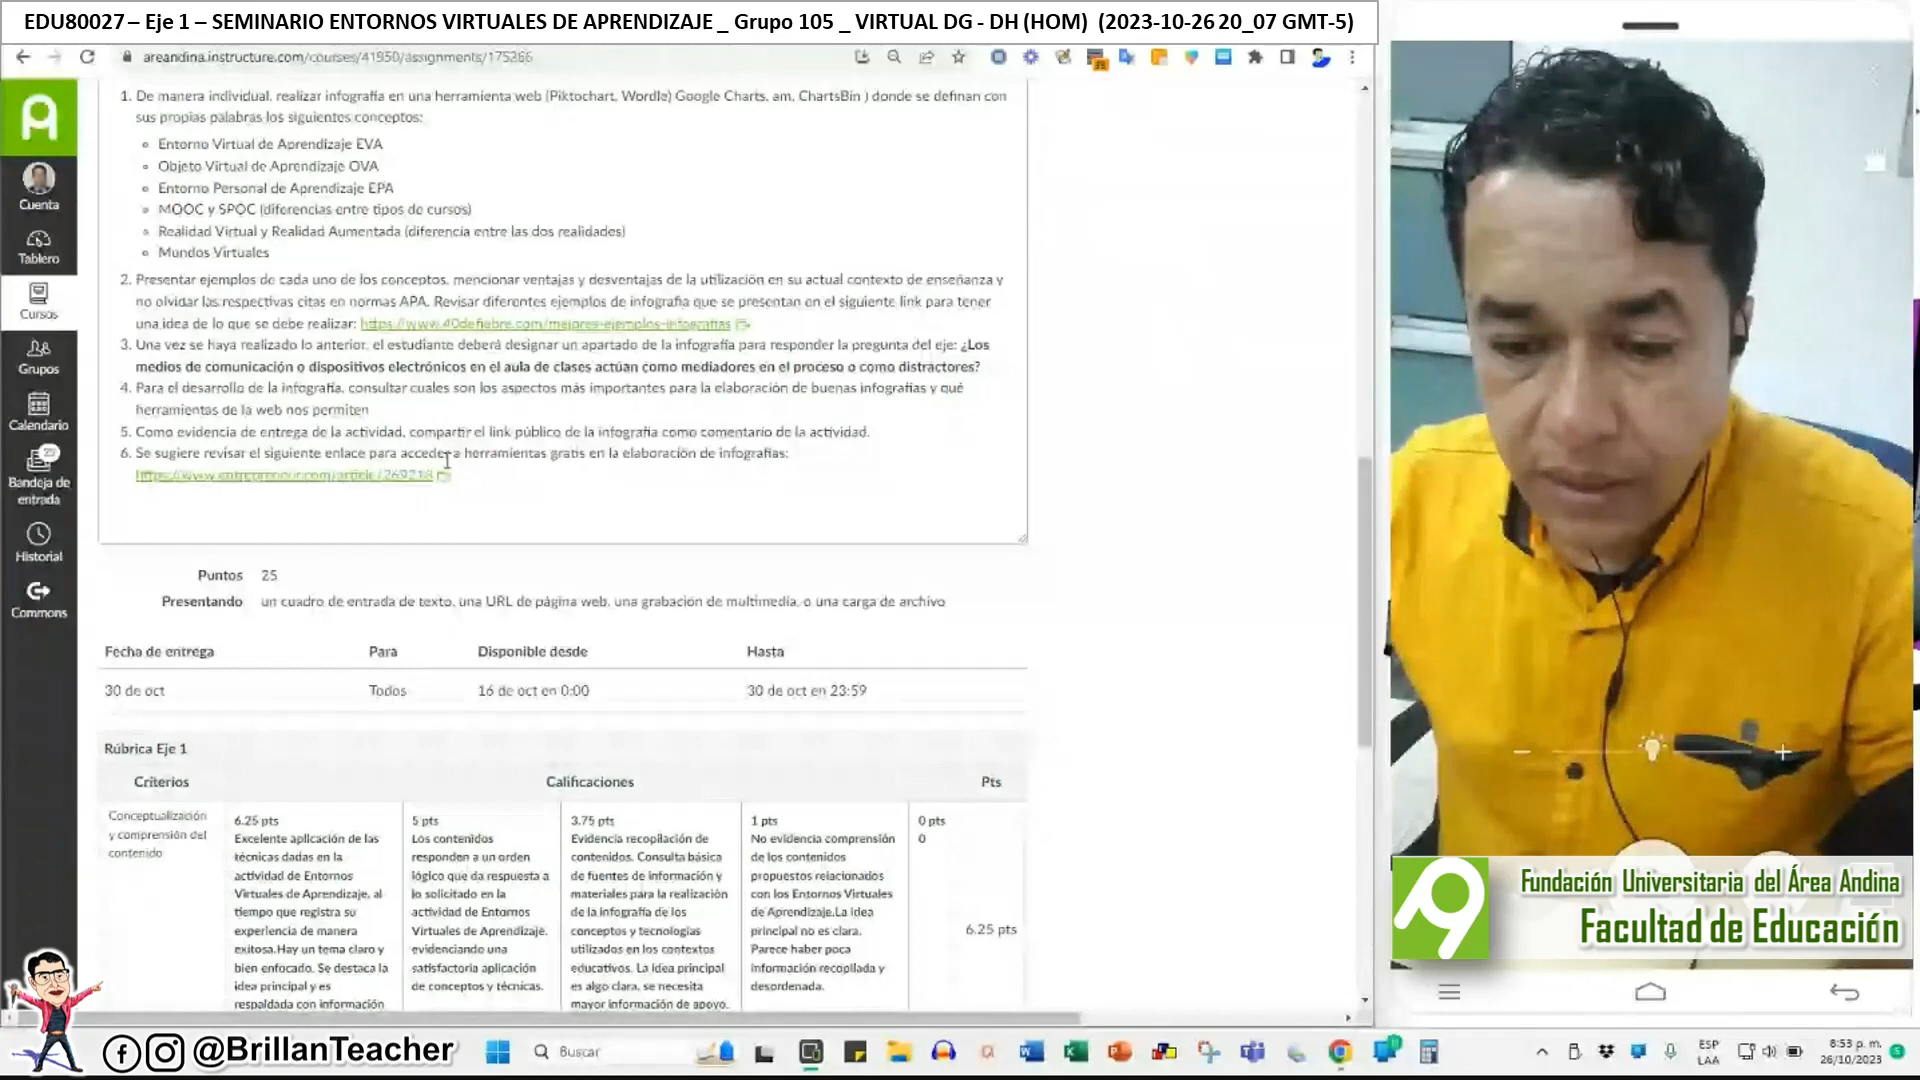 EDU80027 – Eje 1 – SEMINARIO ENTORNOS VIRTUALES DE APRENDIZAJE _ Grupo 105 _ VIRTUAL DG - DH (HOM) (2023-10-26 20_07 GMT-5)
areandina.instructure.com/courses/41950/assignments/175266
Cuenta
Tablero
Cursos
Grupos
Calendario
Bandeja de
entrada
Historial
Commons
1. De manera individual, realizar infografía en una herramienta web (Piktochart, Wordle) Google Charts, am, ChartsBin ) donde se definan con
sus propias palabras los siguientes conceptos:
Entorno Virtual de Aprendizaje EVA
Objeto Virtual de Aprendizaje OVA
Entorno Personal de Aprendizaje EPA
MOOC y SPOC (diferencias entre tipos de cursos)
Realidad Virtual y Realidad Aumentada (diferencia entre las dos realidades)
Mundos Virtuales
2. Presentar ejemplos de cada uno de los conceptos, mencionar ventajas y desventajas de la utilización en su actual contexto de enseñanza y
no olvidar las respectivas citas en normas APA. Revisar diferentes ejemplos de infografía que se presentan en el siguiente link para tener
una idea de lo que se debe realizar: https://www.40defiebre.com/mejores-ejemplos-infografias
3. Una vez se haya realizado lo anterior, el estudiante deberá designar un apartado de la infografía para responder la pregunta del eje: ¿Los
medios de comunicación o dispositivos electrónicos en el aula de clases actúan como mediadores en el proceso o como distractores?
4. Para el desarrollo de la infografía, consultar cuales son los aspectos más importantes para la elaboración de buenas infografías y qué
herramientas de la web nos permiten
5. Como evidencia de entrega de la actividad, compartir el link público de la infografía como comentario de la actividad.
6. Se sugiere revisar el siguiente enlace para acceder a herramientas gratis en la elaboración de infografías:
https://www.entrepreneur.com/article/269218
Puntos 25
Presentando un cuadro de entrada de texto, una URL de página web, una grabación de multimedia, o una carga de archivo
Fecha de entrega Para Disponible desde Hasta
30 de oct Todos 16 de oct en 0:00 30 de oct en 23:59
Rúbrica Eje 1
Criterios Calificaciones Pts
Conceptualización
y comprensión del
contenido
6.25 pts
Excelente aplicación de las
técnicas dadas en la
actividad de Entornos
Virtuales de Aprendizaje, al
tiempo que registra su
experiencia de manera
exitosa.Hay un tema claro y
bien enfocado. Se destaca la
idea principal y es
respaldada con información
5 pts
Los contenidos
responden a un orden
lógico que da respuesta a
lo solicitado en la
actividad de Entornos
Virtuales de Aprendizaje,
evidenciando una
satisfactoria aplicación
de conceptos y técnicas.
3.75 pts
Evidencia recopilación de
contenidos. Consulta básica
de fuentes de información y
materiales para la realización
de la infografía de los
conceptos y tecnologías
utilizados en los contextos
educativos. La idea principal
es algo clara, se necesita
mayor información de apoyo.
1 pts
No evidencia comprensión
de los contenidos
propuestos relacionados
con los Entornos Virtuales
de Aprendizaje.La idea
principal no es clara.
Parece haber poca
información recopilada y
desordenada.
0 pts
0
6.25 pts
Fundación Universitaria del Área Andina
Facultad de Educación
@BrillanTeacher
Buscar
ESP
LAA
8:53 p. m.
26/10/2023